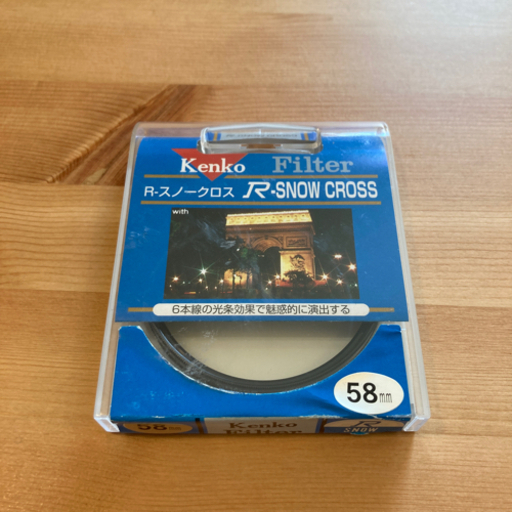 Kenko Filter
R-スノークロス R-SNOW CROSS
with
6本線の光条効果で魅惑的に演出する
58mm
58mm Kenko R
Filter SNOW